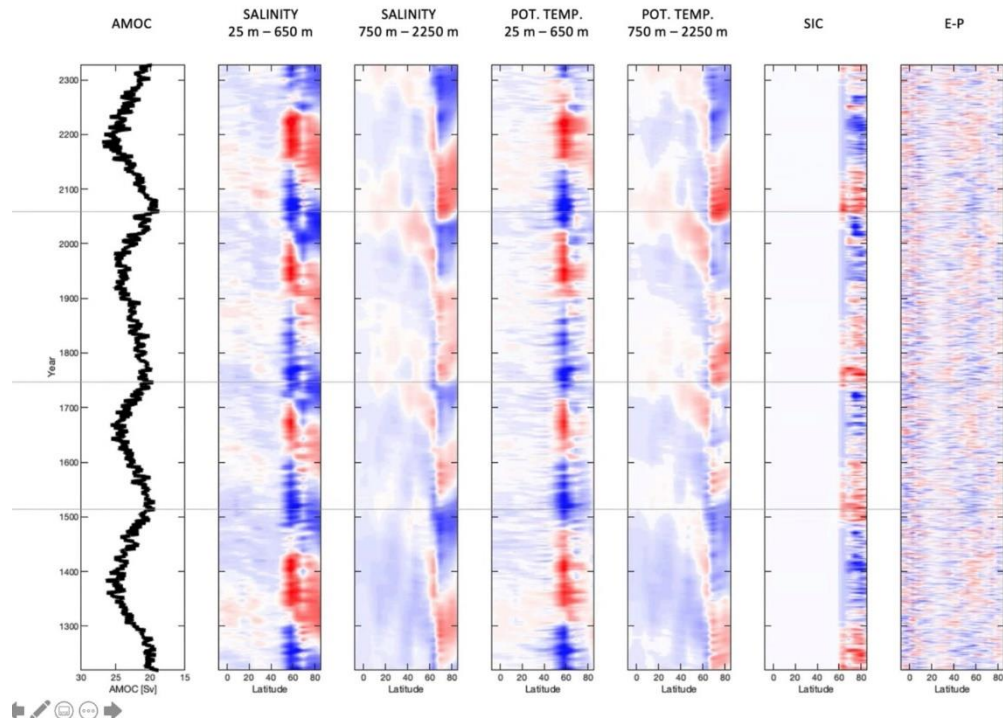 AMOC
SALINITY
25 m – 650 m
SALINITY
750 m – 2250 m
POT. TEMP.
25 m – 650 m
POT. TEMP.
750 m – 2250 m
SIC
E-P
2300
2200
2100
2000
1900
1800
1700
1600
1500
1400
1300
Year
30 25 20 15
AMOC [Sv]
0 20 40 60 80
Latitude
0 20 40 60 80
Latitude
0 20 40 60 80
Latitude
0 20 40 60 80
Latitude
0 20 40 60 80
Latitude
0 20 40 60 80
Latitude